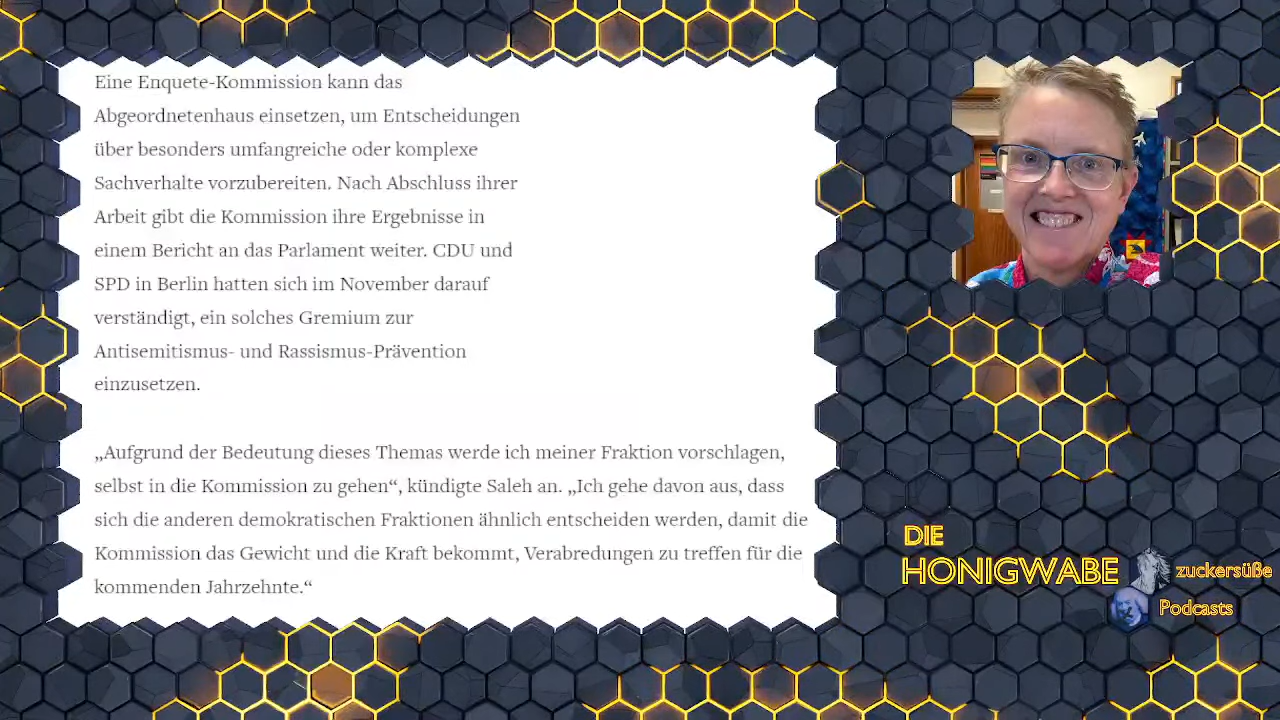 Eine Enquete-Kommission kann das
Abgeordnetenhaus einsetzen, um Entscheidungen
über besonders umfangreiche oder komplexe
Sachverhalte vorzubereiten. Nach Abschluss ihrer
Arbeit gibt die Kommission ihre Ergebnisse in
einem Bericht an das Parlament weiter. CDU und
SPD in Berlin hatten sich im November darauf
verständigt, ein solches Gremium zur
Antisemitismus- und Rassismus-Prävention
einzusetzen.
„Aufgrund der Bedeutung dieses Themas werde ich meiner Fraktion vorschlagen,
selbst in die Kommission zu gehen“, kündigte Saleh an. „Ich gehe davon aus, dass
sich die anderen demokratischen Fraktionen ähnlich entscheiden werden, damit die
Kommission das Gewicht und die Kraft bekommt, Verabredungen zu treffen für die
kommenden Jahrzehnte.“
DIE
HONIGWABE
zuckersüße
Podcasts